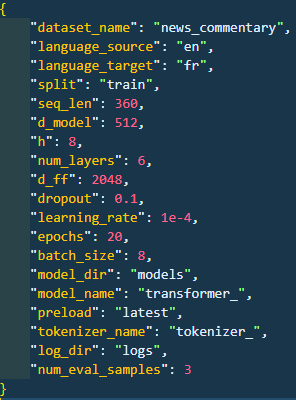 {
"dataset_name": "news_commentary",
"language_source": "en",
"language_target": "fr",
"split": "train",
"seq_len": 360,
"d_model": 512,
"h": 8,
"num_layers": 6,
"d_ff": 2048,
"dropout": 0.1,
"learning_rate": 1e-4,
"epochs": 20,
"batch_size": 8,
"model_dir": "models",
"model_name": "transformer_",
"preload": "latest",
"tokenizer_name": "tokenizer_",
"log_dir": "logs",
"num_eval_samples": 3
}